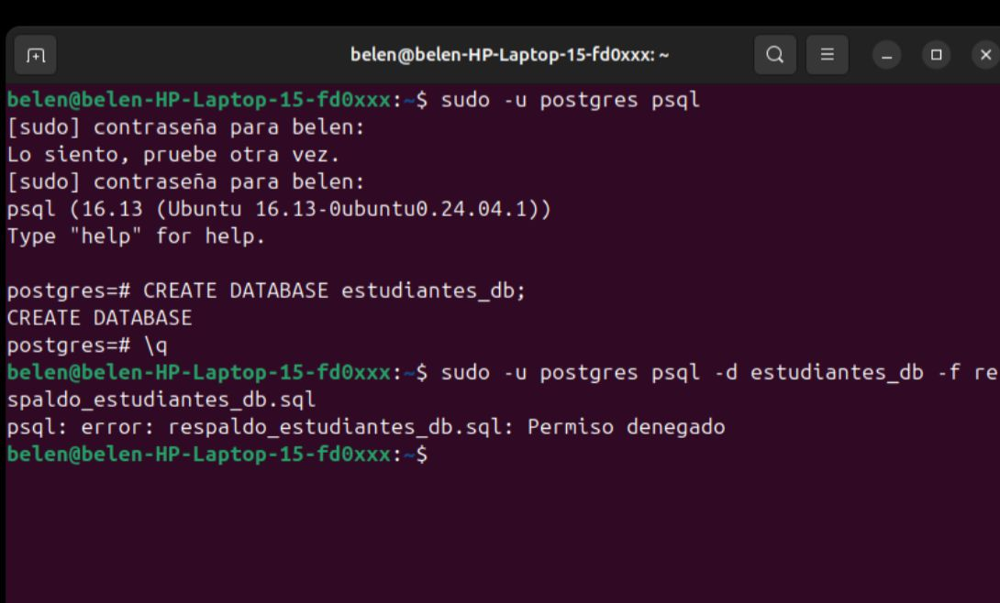 belen@belen-HP-Laptop-15-fd0xxx: ~
belen@belen-HP-Laptop-15-fd0xxx:~$ sudo -u postgres psql
[sudo] contraseña para belen:
Lo siento, pruebe otra vez.
[sudo] contraseña para belen:
psql (16.13 (Ubuntu 16.13-0ubuntu0.24.04.1))
Type "help" for help.
postgres=# CREATE DATABASE estudiantes_db;
CREATE DATABASE
postgres=# \q
belen@belen-HP-Laptop-15-fd0xxx:~$ sudo -u postgres psql -d estudiantes_db -f re
spaldo_estudiantes_db.sql
psql: error: respaldo_estudiantes_db.sql: Permiso denegado
belen@belen-HP-Laptop-15-fd0xxx:~$